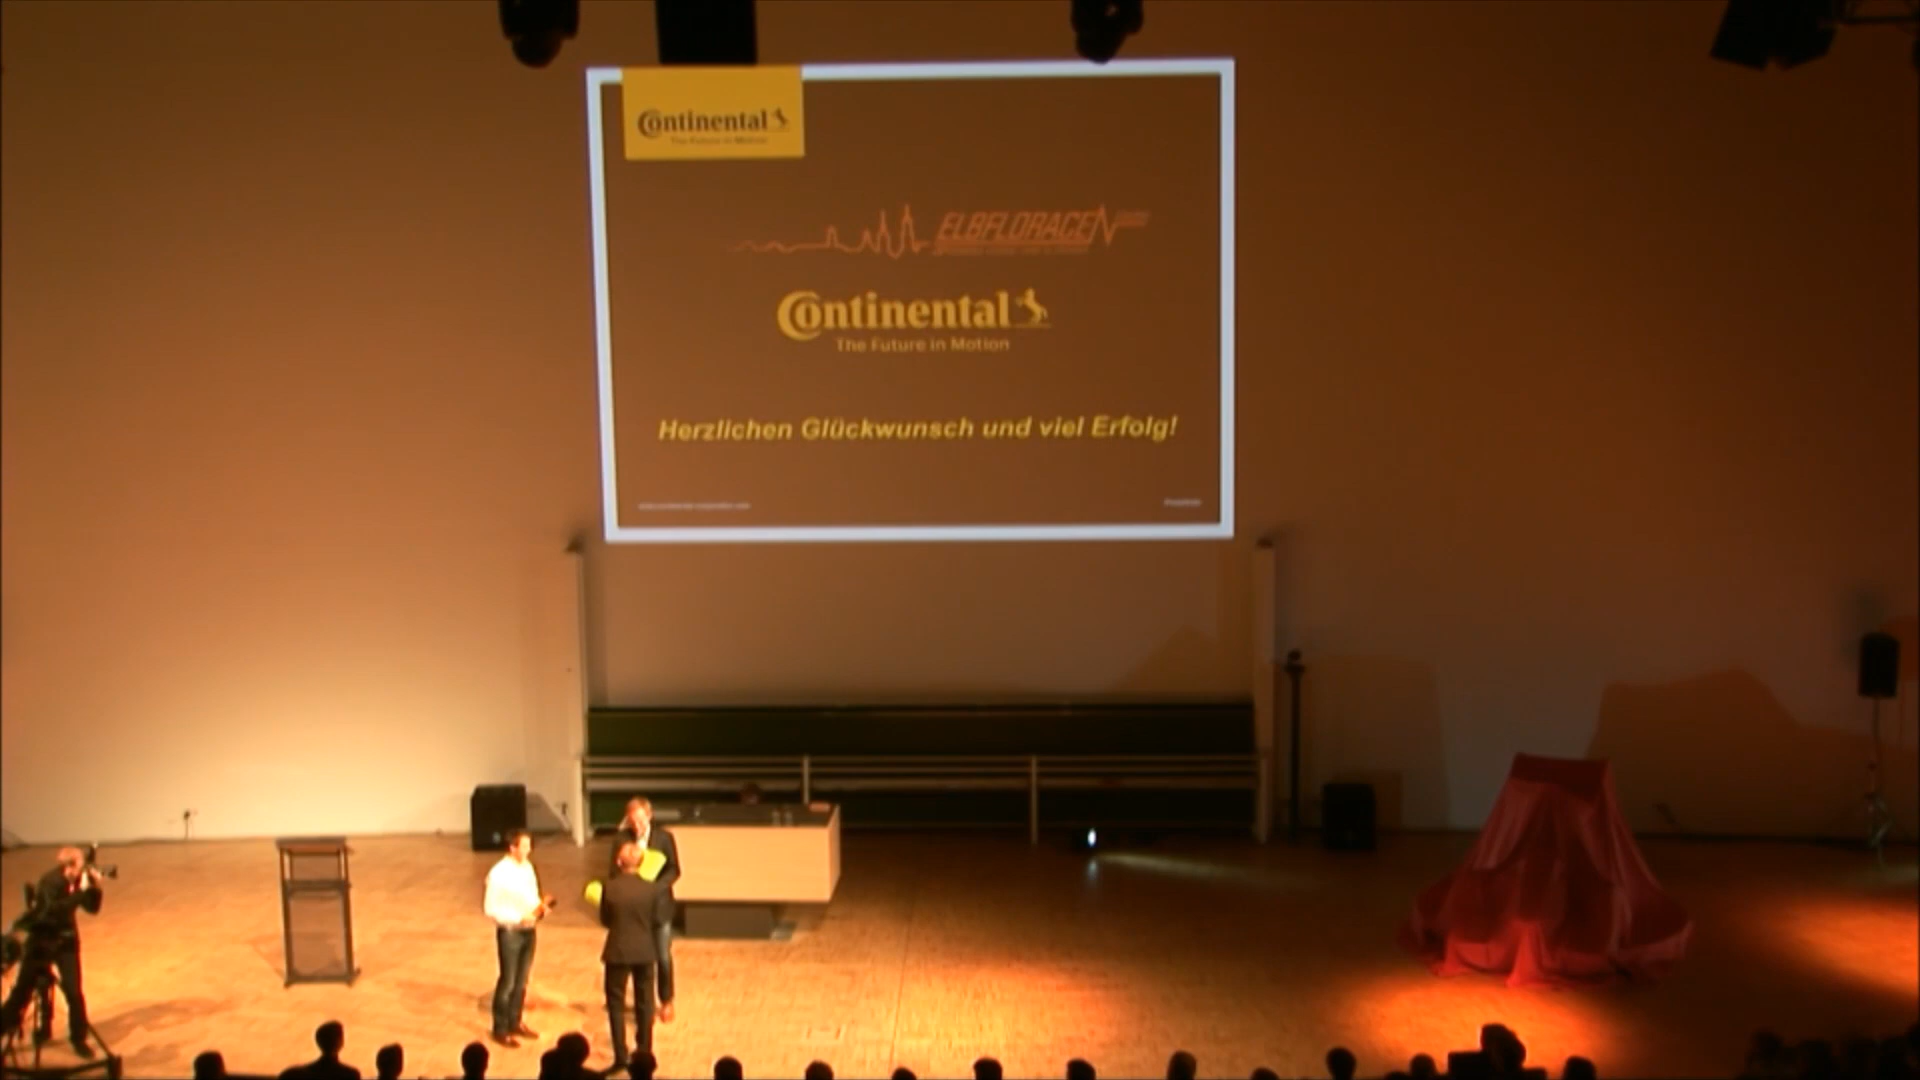 Continental
The Future in Motion
ELBFLORACE
Continental
The Future in Motion
Herzlichen Glückwunsch und viel Erfolg!